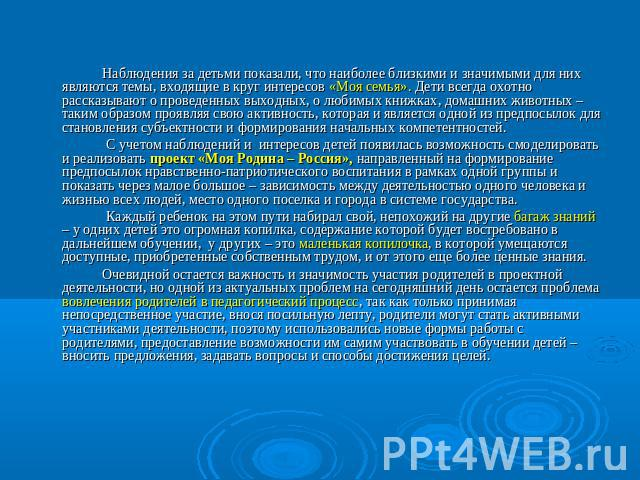 Наблюдения за детьми показали, что наиболее близкими и значимыми для них
являются темы, входящие в круг интересов «Моя семья». Дети всегда охотно
рассказывают о проведенных выходных, о любимых книжках, домашних животных –
таким образом проявляя свою активность, которая и является одной из предпосылок для
становления субъектности и формирования начальных компетентностей.
С учетом наблюдений и интересов детей появилась возможность смоделировать
и реализовать проект «Моя Родина – Россия», направленный на формирование
предпосылок нравственно-патриотического воспитания в рамках одной группы и
показать через малое большое – зависимость между деятельностью одного человека и
жизнью всех людей, место одного поселка и города в системе государства.
Каждый ребенок на этом пути набирал свой, непохожий на другие багаж знаний
– у одних детей это огромная копилка, содержание которой будет востребовано в
дальнейшем обучении, у других – это маленькая копилочка, в которой умещаются
доступные, приобретенные собственным трудом, и от этого еще более ценные знания.
Очевидной остается важность и значимость участия родителей в проектной
деятельности, но одной из актуальных проблем на сегодняшний день остается проблема
вовлечения родителей в педагогический процесс, так как только принимая
непосредственное участие, внося посильную лепту, родители могут стать активными
участниками деятельности, поэтому использовались новые формы работы с
родителями, предоставление возможности им самим участвовать в обучении детей –
вносить предложения, задавать вопросы и способы достижения целей.
PPt4WEB.ru